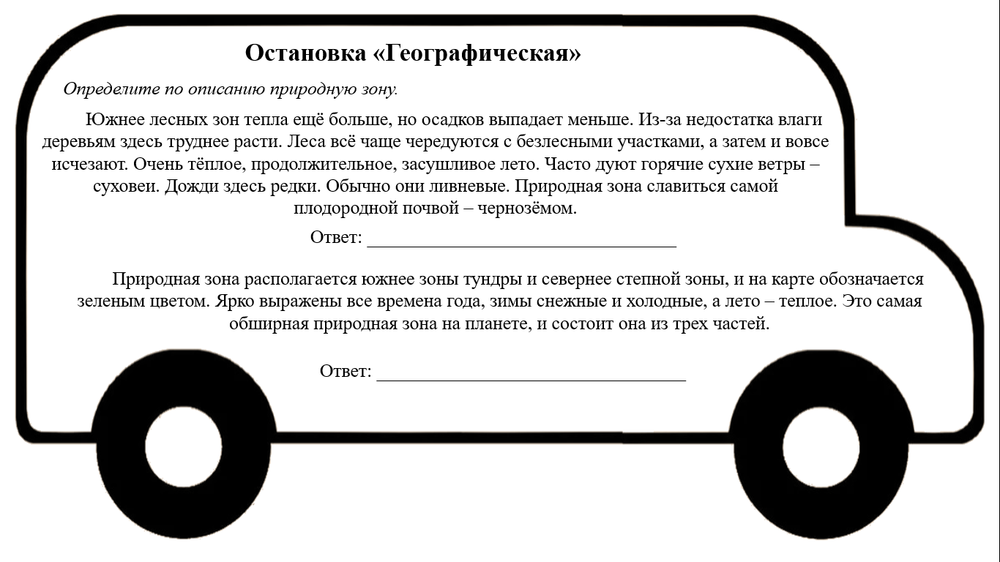 Остановка «Географическая»
Определите по описанию природную зону.
Южнее лесных зон тепла ещё больше, но осадков выпадает меньше. Из-за недостатка влаги
деревьям здесь труднее расти. Леса всё чаще чередуются с безлесными участками, а затем и вовсе
исчезают. Очень тёплое, продолжительное, засушливое лето. Часто дуют горячие сухие ветры –
суховеи. Дожди здесь редки. Обычно они ливневые. Природная зона славиться самой
плодородной почвой – чернозёмом.
Ответ: _________________________________
Природная зона располагается южнее зоны тундры и севернее степной зоны, и на карте обозначается
зеленым цветом. Ярко выражены все времена года, зимы снежные и холодные, а лето – теплое. Это самая
обширная природная зона на планете, и состоит она из трех частей.
Ответ: _________________________________